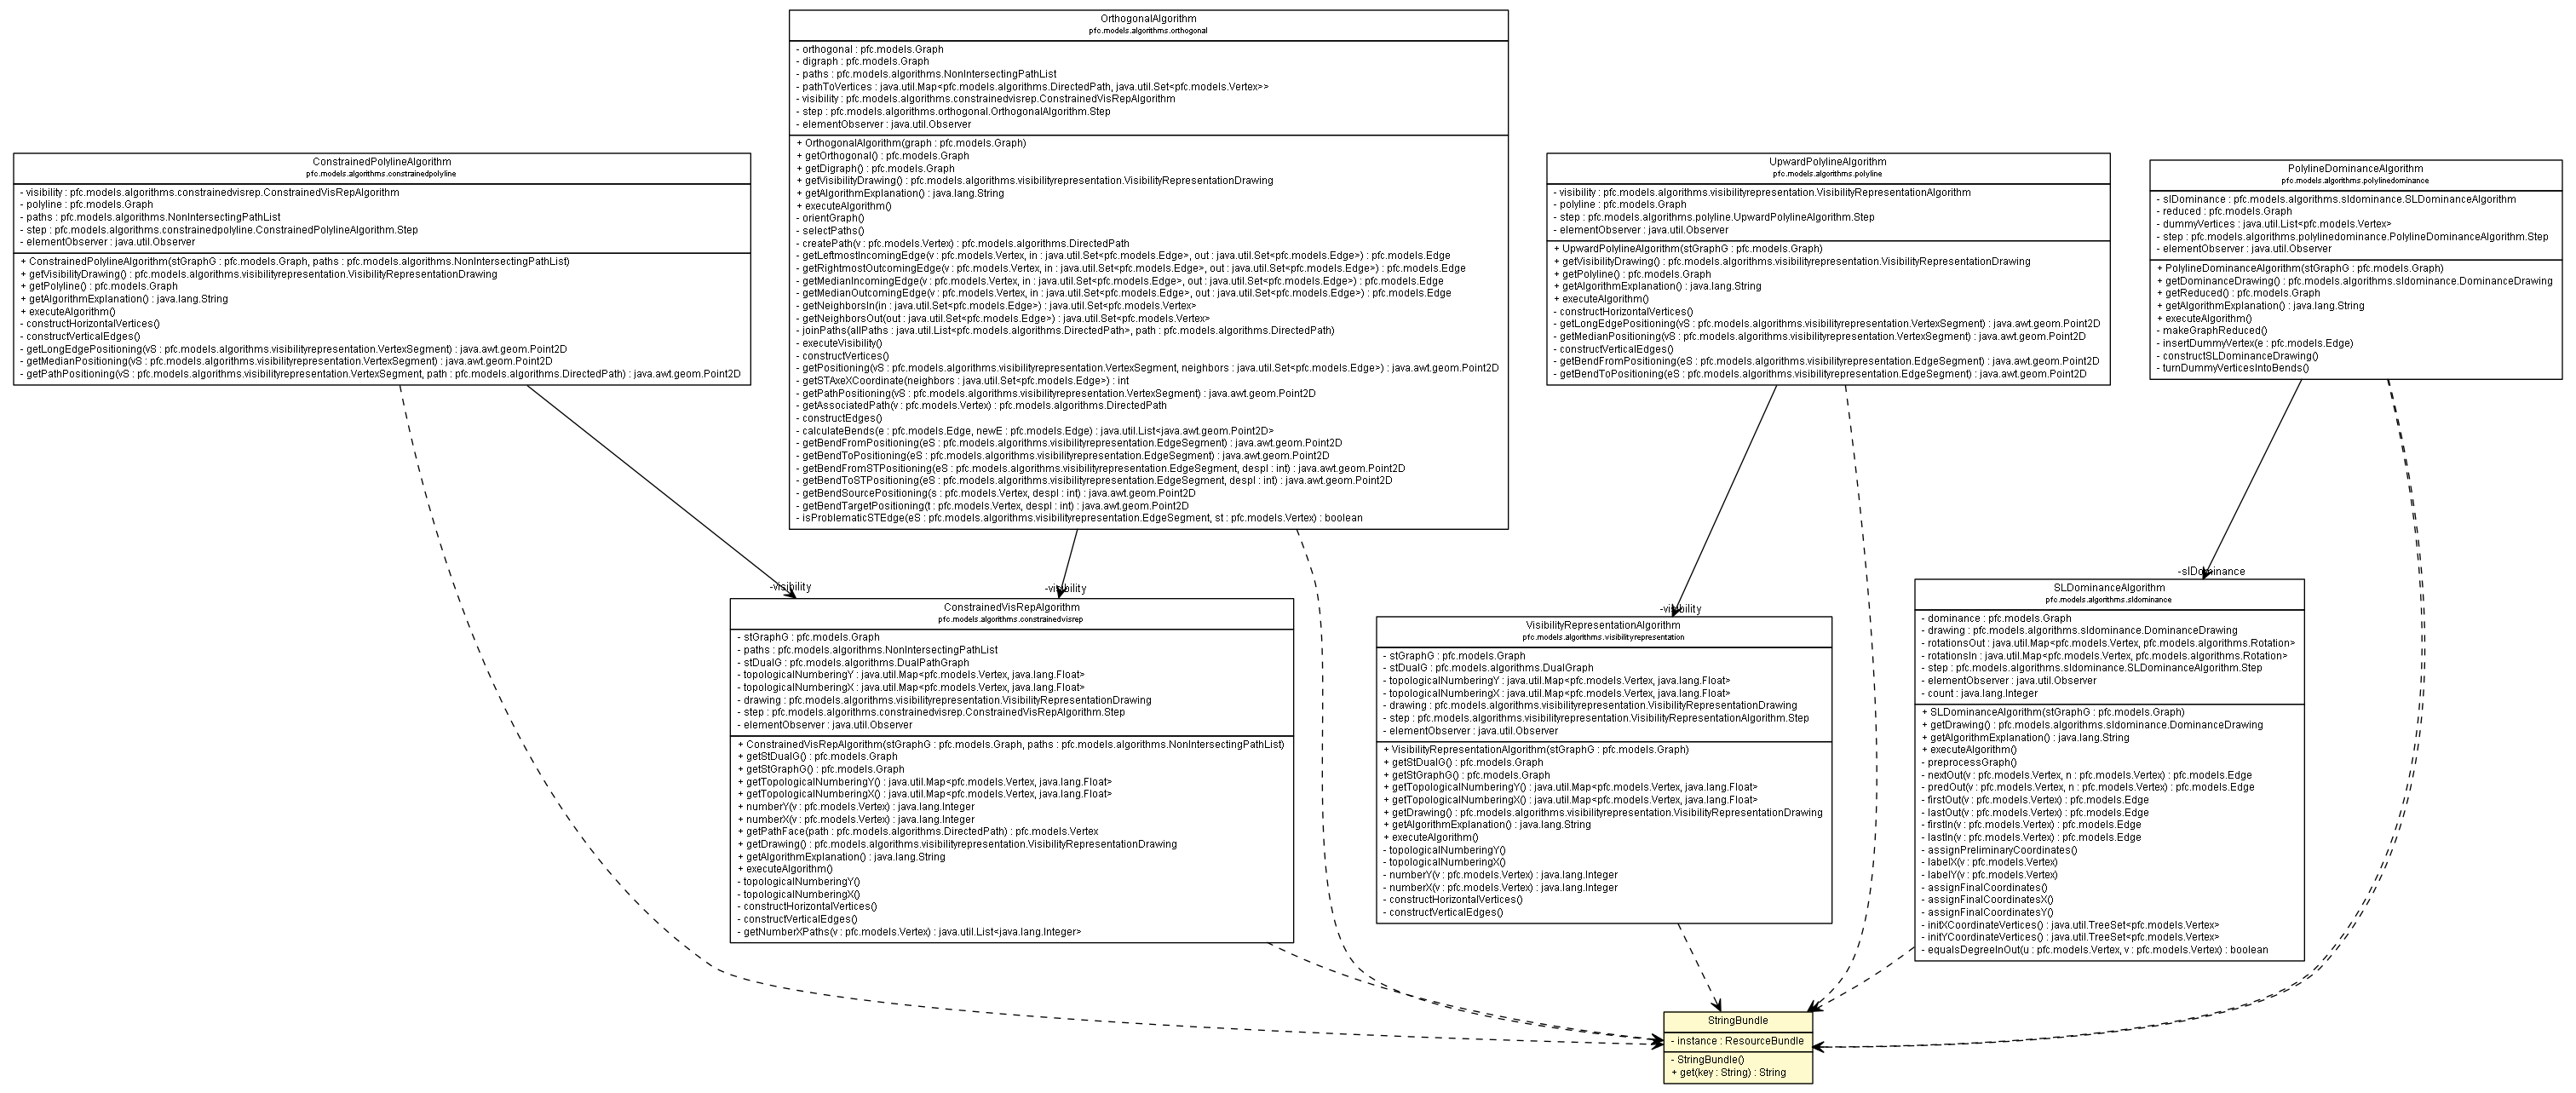 OrthogonalAlgorithm
pfc.models.algorithms.orthogonal
- orthogonal : pfc.models.Graph
- digraph : pfc.models.Graph
- paths : pfc.models.algorithms.NonIntersectingPathList
- pathToVertices : java.util.Map<pfc.models.algorithms.DirectedPath, java.util.Set<pfc.models.Vertex>>
- visibility : pfc.models.algorithms.constrainedvisrep.ConstrainedVisRepAlgorithm
- step : pfc.models.algorithms.orthogonal.OrthogonalAlgorithm.Step
- elementObserver : java.util.Observer
+ OrthogonalAlgorithm(graph : pfc.models.Graph)
+ getOrthogonal() : pfc.models.Graph
+ getDigraph() : pfc.models.Graph
+ getVisibilityDrawing() : pfc.models.algorithms.visibilityrepresentation.VisibilityRepresentationDrawing
+ getAlgorithmExplanation() : java.lang.String
+ executeAlgorithm()
- orientGraph()
- selectPaths()
- createPath(v : pfc.models.Vertex) : pfc.models.algorithms.DirectedPath
- getLeftmostIncomingEdge(v : pfc.models.Vertex, in : java.util.Set<pfc.models.Edge>, out : java.util.Set<pfc.models.Edge>) : pfc.models.Edge
- getRightmostOutcomingEdge(v : pfc.models.Vertex, in : java.util.Set<pfc.models.Edge>, out : java.util.Set<pfc.models.Edge>) : pfc.models.Edge
- getMedianIncomingEdge(v : pfc.models.Vertex, in : java.util.Set<pfc.models.Edge>, out : java.util.Set<pfc.models.Edge>) : pfc.models.Edge
- getMedianOutcomingEdge(v : pfc.models.Vertex, in : java.util.Set<pfc.models.Edge>, out : java.util.Set<pfc.models.Edge>) : pfc.models.Edge
- getNeighborsIn(in : java.util.Set<pfc.models.Edge>) : java.util.Set<pfc.models.Vertex>
- getNeighborsOut(out : java.util.Set<pfc.models.Edge>) : java.util.Set<pfc.models.Vertex>
- joinPaths(allPaths : java.util.List<pfc.models.algorithms.DirectedPath>, path : pfc.models.algorithms.DirectedPath)
- executeVisibility()
- constructVertices()
- getPositioning(vS : pfc.models.algorithms.visibilityrepresentation.VertexSegment, neighbors : java.util.Set<pfc.models.Edge>) : java.awt.geom.Point2D
- getSTAxeXCoordinate(neighbors : java.util.Set<pfc.models.Edge>) : int
- getPathPositioning(vS : pfc.models.algorithms.visibilityrepresentation.VertexSegment) : java.awt.geom.Point2D
- getAssociatedPath(v : pfc.models.Vertex) : pfc.models.algorithms.DirectedPath
- constructEdges()
- calculateBends(e : pfc.models.Edge, newE : pfc.models.Edge) : java.util.List<java.awt.geom.Point2D>
- getBendFromPositioning(eS : pfc.models.algorithms.visibilityrepresentation.EdgeSegment) : java.awt.geom.Point2D
- getBendToPositioning(eS : pfc.models.algorithms.visibilityrepresentation.EdgeSegment) : java.awt.geom.Point2D
- getBendFromSTPositioning(eS : pfc.models.algorithms.visibilityrepresentation.EdgeSegment, despl : int) : java.awt.geom.Point2D
- getBendToSTPositioning(eS : pfc.models.algorithms.visibilityrepresentation.EdgeSegment, despl : int) : java.awt.geom.Point2D
- getBendSourcePositioning(s : pfc.models.Vertex, despl : int) : java.awt.geom.Point2D
- getBendTargetPositioning(t : pfc.models.Vertex, despl : int) : java.awt.geom.Point2D
- isProblematicSTEdge(eS : pfc.models.algorithms.visibilityrepresentation.EdgeSegment, st : pfc.models.Vertex) : boolean
ConstrainedPolylineAlgorithm
pfc.models.algorithms.constrainedpolyline
- visibility : pfc.models.algorithms.constrainedvisrep.ConstrainedVisRepAlgorithm
- polyline : pfc.models.Graph
- paths : pfc.models.algorithms.NonIntersectingPathList
- step : pfc.models.algorithms.constrainedpolyline.ConstrainedPolylineAlgorithm.Step
- elementObserver : java.util.Observer
+ ConstrainedPolylineAlgorithm(stGraphG : pfc.models.Graph, paths : pfc.models.algorithms.NonIntersectingPathList)
+ getVisibilityDrawing() : pfc.models.algorithms.visibilityrepresentation.VisibilityRepresentationDrawing
+ getPolyline() : pfc.models.Graph
+ getAlgorithmExplanation() : java.lang.String
+ executeAlgorithm()
- constructHorizontalVertices()
- constructVerticalEdges()
- getLongEdgePositioning(vS : pfc.models.algorithms.visibilityrepresentation.VertexSegment) : java.awt.geom.Point2D
- getMedianPositioning(vS : pfc.models.algorithms.visibilityrepresentation.VertexSegment) : java.awt.geom.Point2D
- getPathPositioning(vS : pfc.models.algorithms.visibilityrepresentation.VertexSegment, path : pfc.models.algorithms.DirectedPath) : java.awt.geom.Point2D
UpwardPolylineAlgorithm
pfc.models.algorithms.polyline
- visibility : pfc.models.algorithms.visibilityrepresentation.VisibilityRepresentationAlgorithm
- polyline : pfc.models.Graph
- step : pfc.models.algorithms.polyline.UpwardPolylineAlgorithm.Step
- elementObserver : java.util.Observer
+ UpwardPolylineAlgorithm(stGraphG : pfc.models.Graph)
+ getVisibilityDrawing() : pfc.models.algorithms.visibilityrepresentation.VisibilityRepresentationDrawing
+ getPolyline() : pfc.models.Graph
+ getAlgorithmExplanation() : java.lang.String
+ executeAlgorithm()
- constructHorizontalVertices()
- getLongEdgePositioning(vS : pfc.models.algorithms.visibilityrepresentation.VertexSegment) : java.awt.geom.Point2D
- getMedianPositioning(vS : pfc.models.algorithms.visibilityrepresentation.VertexSegment) : java.awt.geom.Point2D
- constructVerticalEdges()
- getBendFromPositioning(eS : pfc.models.algorithms.visibilityrepresentation.EdgeSegment) : java.awt.geom.Point2D
- getBendToPositioning(eS : pfc.models.algorithms.visibilityrepresentation.EdgeSegment) : java.awt.geom.Point2D
PolylineDominanceAlgorithm
pfc.models.algorithms.polylinedominance
- slDominance : pfc.models.algorithms.sldominance.SLDominanceAlgorithm
- reduced : pfc.models.Graph
- dummyVertices : java.util.List<pfc.models.Vertex>
- step : pfc.models.algorithms.polylinedominance.PolylineDominanceAlgorithm.Step
- elementObserver : java.util.Observer
+ PolylineDominanceAlgorithm(stGraphG : pfc.models.Graph)
+ getDominanceDrawing() : pfc.models.algorithms.sldominance.DominanceDrawing
+ getReduced() : pfc.models.Graph
+ getAlgorithmExplanation() : java.lang.String
+ executeAlgorithm()
- makeGraphReduced()
- insertDummyVertex(e : pfc.models.Edge)
- constructSLDominanceDrawing()
- turnDummyVerticesIntoBends()
-visibility
-visibility
-visibility
-slDominance
ConstrainedVisRepAlgorithm
pfc.models.algorithms.constrainedvisrep
- stGraphG : pfc.models.Graph
- paths : pfc.models.algorithms.NonIntersectingPathList
- stDualG : pfc.models.algorithms.DualPathGraph
- topologicalNumberingY : java.util.Map<pfc.models.Vertex, java.lang.Float>
- topologicalNumberingX : java.util.Map<pfc.models.Vertex, java.lang.Float>
- drawing : pfc.models.algorithms.visibilityrepresentation.VisibilityRepresentationDrawing
- step : pfc.models.algorithms.constrainedvisrep.ConstrainedVisRepAlgorithm.Step
- elementObserver : java.util.Observer
+ ConstrainedVisRepAlgorithm(stGraphG : pfc.models.Graph, paths : pfc.models.algorithms.NonIntersectingPathList)
+ getStDualG() : pfc.models.Graph
+ getStGraphG() : pfc.models.Graph
+ getTopologicalNumberingY() : java.util.Map<pfc.models.Vertex, java.lang.Float>
+ getTopologicalNumberingX() : java.util.Map<pfc.models.Vertex, java.lang.Float>
+ numberY(v : pfc.models.Vertex) : java.lang.Integer
+ numberX(v : pfc.models.Vertex) : java.lang.Integer
+ getPathFace(path : pfc.models.algorithms.DirectedPath) : pfc.models.Vertex
+ getDrawing() : pfc.models.algorithms.visibilityrepresentation.VisibilityRepresentationDrawing
+ getAlgorithmExplanation() : java.lang.String
+ executeAlgorithm()
- topologicalNumberingY()
- topologicalNumberingX()
- constructHorizontalVertices()
- constructVerticalEdges()
- getNumberXPaths(v : pfc.models.Vertex) : java.util.List<java.lang.Integer>
VisibilityRepresentationAlgorithm
pfc.models.algorithms.visibilityrepresentation
- stGraphG : pfc.models.Graph
- stDualG : pfc.models.algorithms.DualGraph
- topologicalNumberingY : java.util.Map<pfc.models.Vertex, java.lang.Float>
- topologicalNumberingX : java.util.Map<pfc.models.Vertex, java.lang.Float>
- drawing : pfc.models.algorithms.visibilityrepresentation.VisibilityRepresentationDrawing
- step : pfc.models.algorithms.visibilityrepresentation.VisibilityRepresentationAlgorithm.Step
- elementObserver : java.util.Observer
+ VisibilityRepresentationAlgorithm(stGraphG : pfc.models.Graph)
+ getStDualG() : pfc.models.Graph
+ getStGraphG() : pfc.models.Graph
+ getTopologicalNumberingY() : java.util.Map<pfc.models.Vertex, java.lang.Float>
+ getTopologicalNumberingX() : java.util.Map<pfc.models.Vertex, java.lang.Float>
+ getDrawing() : pfc.models.algorithms.visibilityrepresentation.VisibilityRepresentationDrawing
+ getAlgorithmExplanation() : java.lang.String
+ executeAlgorithm()
- topologicalNumberingY()
- topologicalNumberingX()
- numberY(v : pfc.models.Vertex) : java.lang.Integer
- numberX(v : pfc.models.Vertex) : java.lang.Integer
- constructHorizontalVertices()
- constructVerticalEdges()
SLDominanceAlgorithm
pfc.models.algorithms.sldominance
- dominance : pfc.models.Graph
- drawing : pfc.models.algorithms.sldominance.DominanceDrawing
- rotationsOut : java.util.Map<pfc.models.Vertex, pfc.models.algorithms.Rotation>
- rotationsIn : java.util.Map<pfc.models.Vertex, pfc.models.algorithms.Rotation>
- step : pfc.models.algorithms.sldominance.SLDominanceAlgorithm.Step
- elementObserver : java.util.Observer
- count : java.lang.Integer
+ SLDominanceAlgorithm(stGraphG : pfc.models.Graph)
+ getDrawing() : pfc.models.algorithms.sldominance.DominanceDrawing
+ getAlgorithmExplanation() : java.lang.String
+ executeAlgorithm()
- preprocessGraph()
- nextOut(v : pfc.models.Vertex, n : pfc.models.Vertex) : pfc.models.Edge
- predOut(v : pfc.models.Vertex, n : pfc.models.Vertex) : pfc.models.Edge
- firstOut(v : pfc.models.Vertex) : pfc.models.Edge
- lastOut(v : pfc.models.Vertex) : pfc.models.Edge
- firstIn(v : pfc.models.Vertex) : pfc.models.Edge
- lastIn(v : pfc.models.Vertex) : pfc.models.Edge
- assignPreliminaryCoordinates()
- labelX(v : pfc.models.Vertex)
- labelY(v : pfc.models.Vertex)
- assignFinalCoordinates()
- assignFinalCoordinatesX()
- assignFinalCoordinatesY()
- initXCoordinateVertices() : java.util.TreeSet<pfc.models.Vertex>
- initYCoordinateVertices() : java.util.TreeSet<pfc.models.Vertex>
- equalsDegreeInOut(u : pfc.models.Vertex, v : pfc.models.Vertex) : boolean
StringBundle
- instance : ResourceBundle
- StringBundle()
+ get(key : String) : String